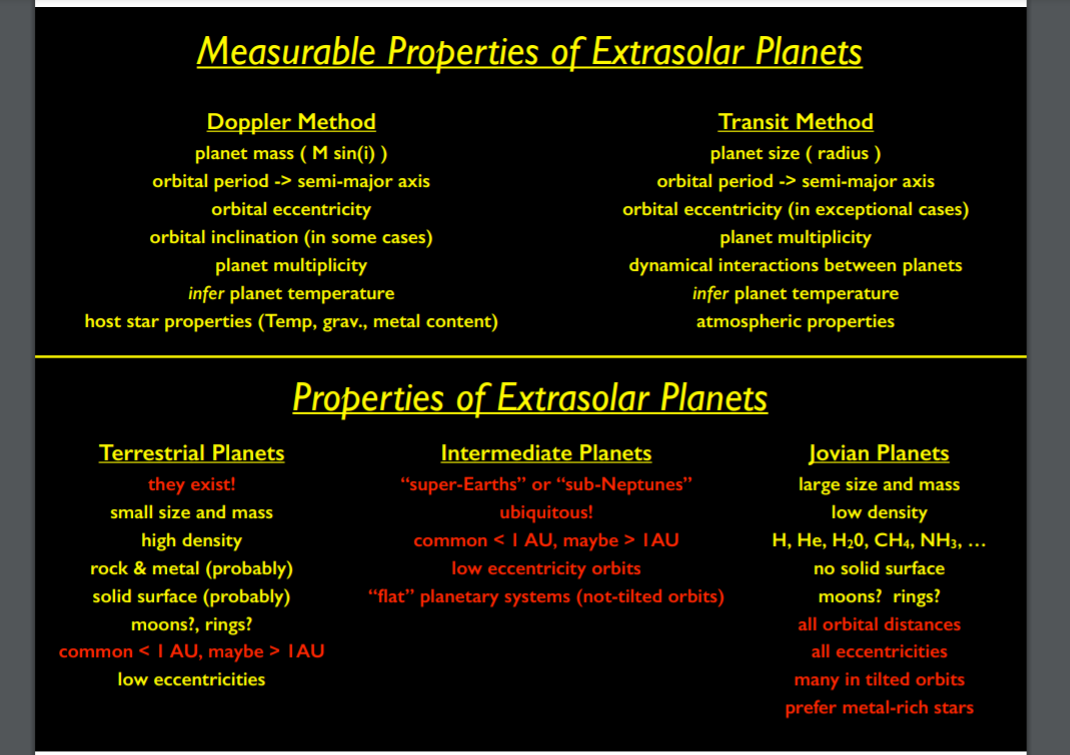 Measurable Properties of Extrasolar Planets
Doppler Method
planet mass ( M sin(i) )
orbital period -> semi-major axis
orbital eccentricity
orbital inclination (in some cases)
planet multiplicity
infer planet temperature
host star properties (Temp, grav., metal content)
Transit Method
planet size ( radius )
orbital period -> semi-major axis
orbital eccentricity (in exceptional cases)
planet multiplicity
dynamical interactions between planets
infer planet temperature
atmospheric properties
Properties of Extrasolar Planets
Terrestrial Planets
they exist!
small size and mass
high density
rock & metal (probably)
solid surface (probably)
moons?, rings?
common < 1 AU, maybe > 1AU
low eccentricities
Intermediate Planets
“super-Earths” or “sub-Neptunes”
ubiquitous!
common < 1 AU, maybe > 1AU
low eccentricity orbits
“flat” planetary systems (not-tilted orbits)
Jovian Planets
large size and mass
low density
H, He, H₂0, CH₄, NH₃, …
no solid surface
moons? rings?
all orbital distances
all eccentricities
many in tilted orbits
prefer metal-rich stars